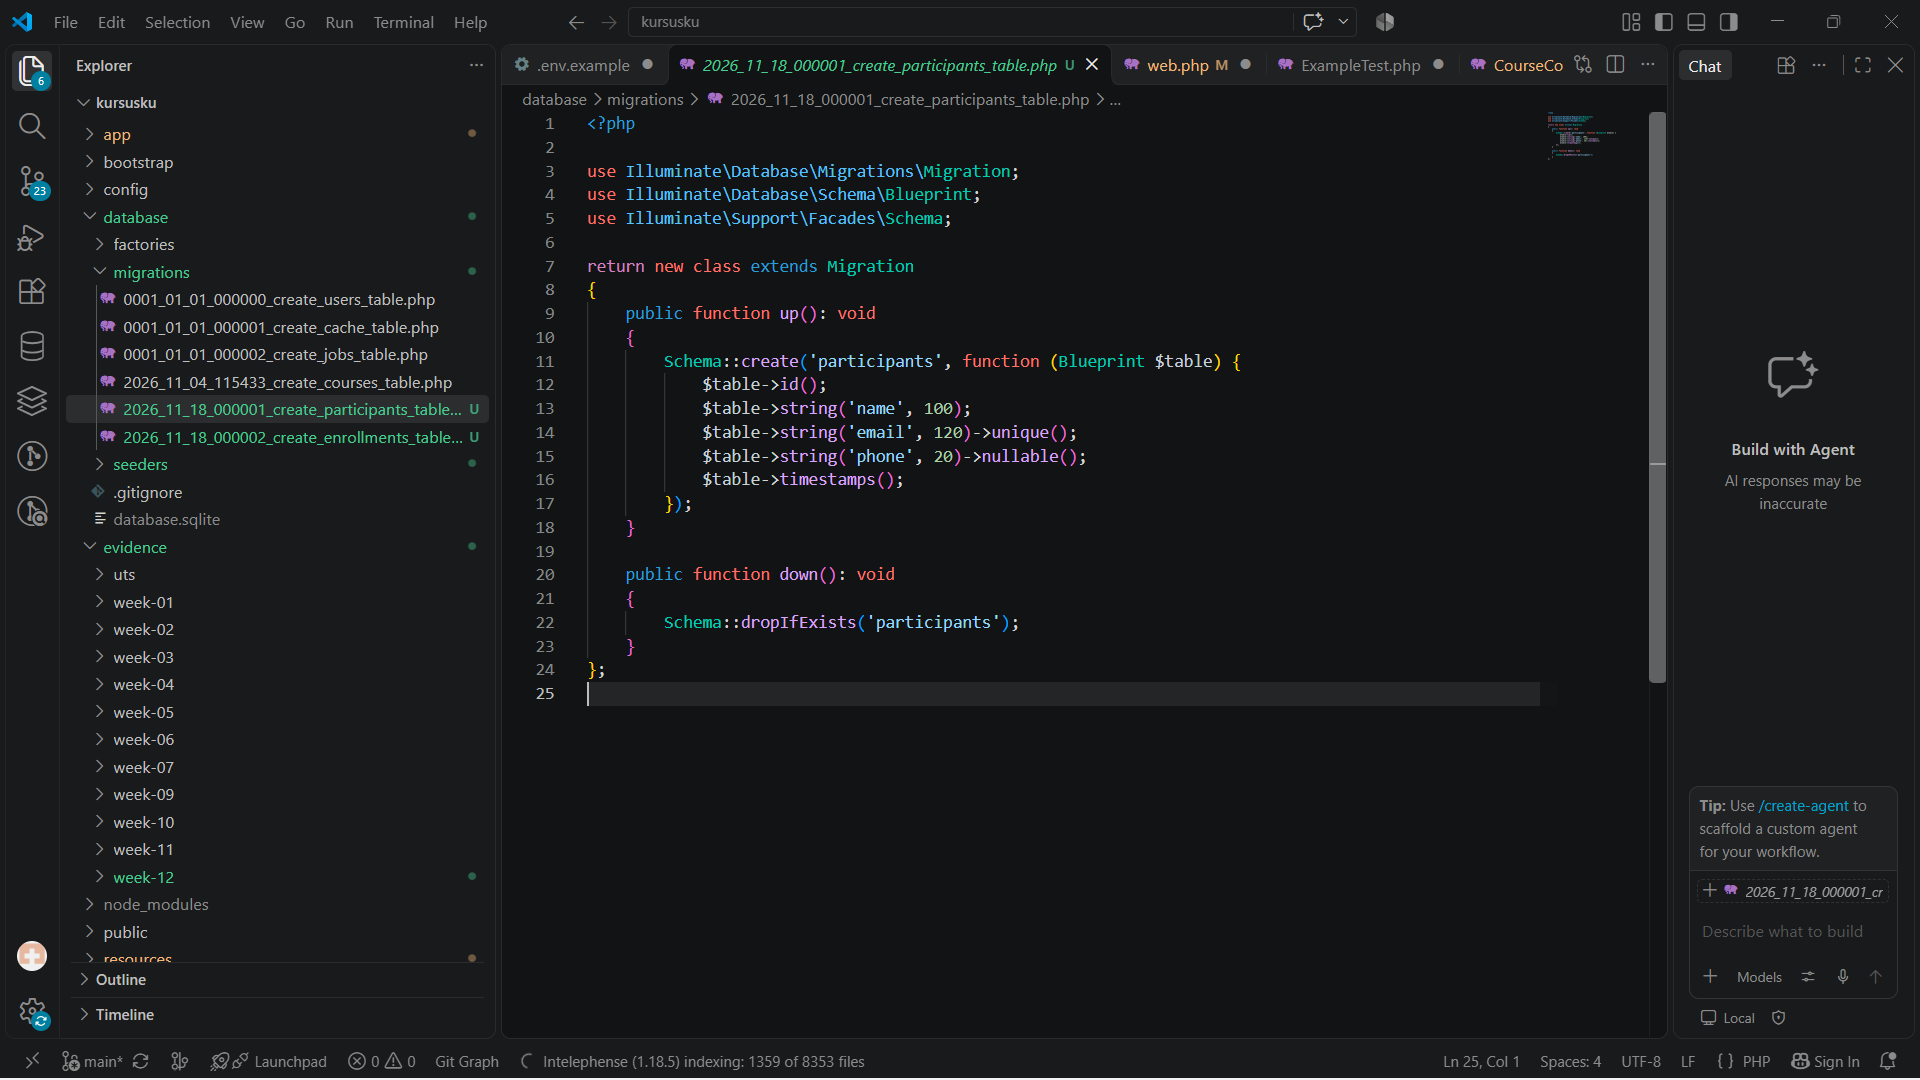 File Edit Selection View Go Run Terminal Help
kursusku
Explorer
kursusku
app
bootstrap
config
database
factories
migrations
0001_01_01_000000_create_users_table.php
0001_01_01_000001_create_cache_table.php
0001_01_01_000002_create_jobs_table.php
2026_11_04_115433_create_courses_table.php
2026_11_18_000001_create_participants_table... U
2026_11_18_000002_create_enrollments_table... U
seeders
.gitignore
database.sqlite
evidence
uts
week-01
week-02
week-03
week-04
week-05
week-06
week-07
week-09
week-10
week-11
week-12
node_modules
public
resources
Outline
Timeline
6
23
.env.example 2026_11_18_000001_create_participants_table.php U web.php M ExampleTest.php CourseCo
database > migrations > 2026_11_18_000001_create_participants_table.php > ...
1 <?php
2
3 use Illuminate\Database\Migrations\Migration;
4 use Illuminate\Database\Schema\Blueprint;
5 use Illuminate\Support\Facades\Schema;
6
7 return new class extends Migration
8 {
9     public function up(): void
10     {
11         Schema::create('participants', function (Blueprint $table) {
12             $table->id();
13             $table->string('name', 100);
14             $table->string('email', 120)->unique();
15             $table->string('phone', 20)->nullable();
16             $table->timestamps();
17         });
18     }
19
20     public function down(): void
21     {
22         Schema::dropIfExists('participants');
23     }
24 };
25
Chat
Build with Agent
AI responses may be
inaccurate
Tip: Use /create-agent to
scaffold a custom agent
for your workflow.
2026_11_18_000001_cr
Describe what to build
Models
Local
main* Launchpad 0 0 Git Graph Intelephense (1.18.5) indexing: 1359 of 8353 files Ln 25, Col 1 Spaces: 4 UTF-8 LF {} PHP Sign In